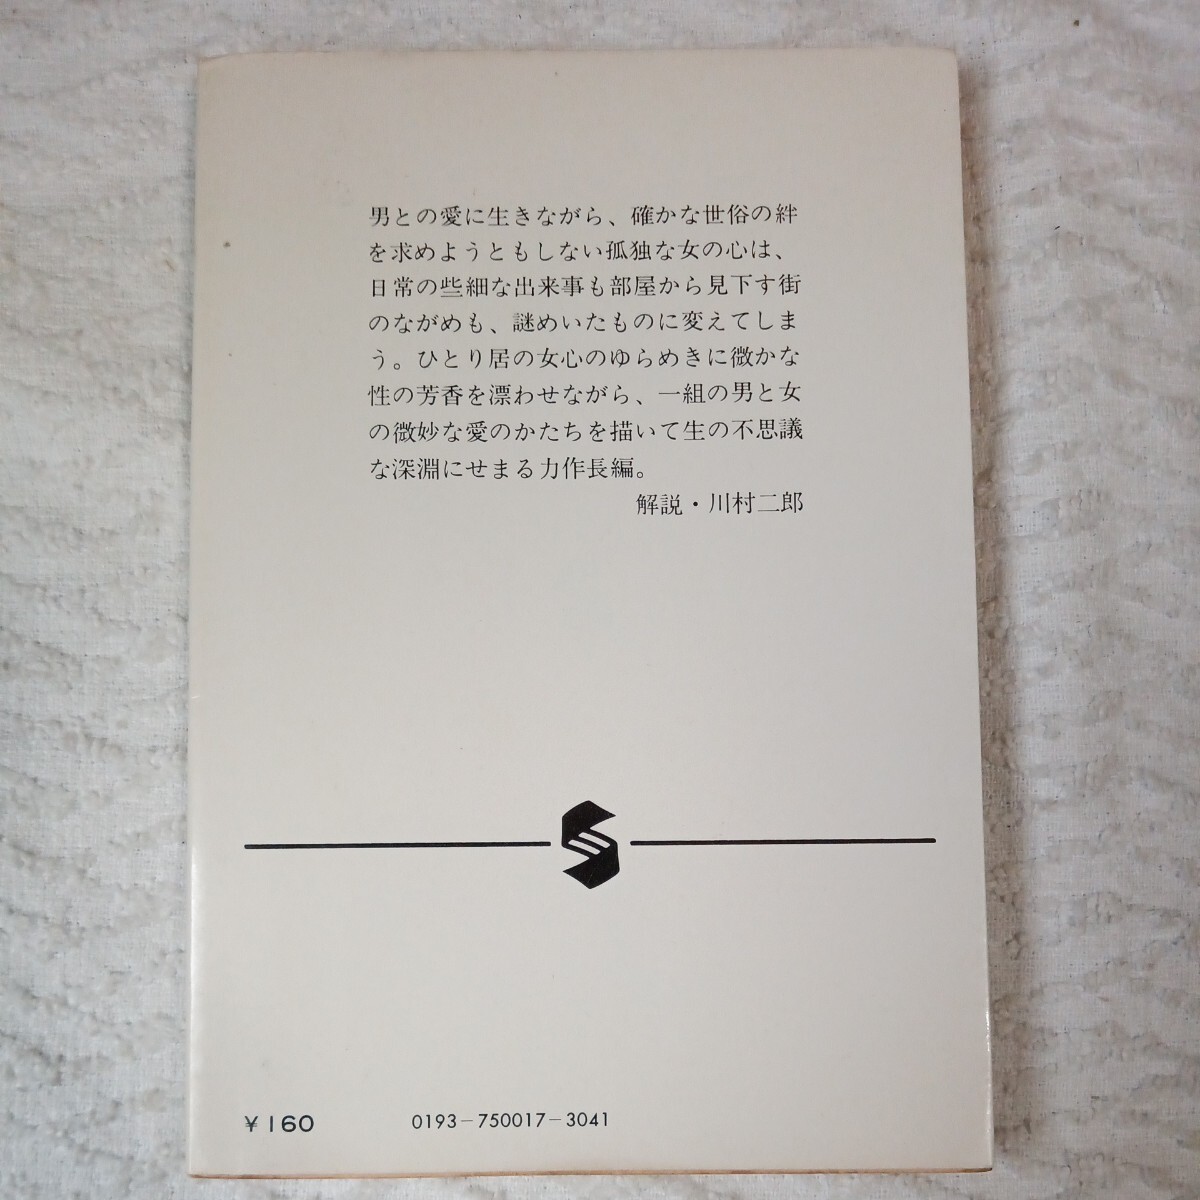 男との愛に生きながら、確かな世俗の絆
を求めようともしない孤独な女の心は、
日常の些細な出来事も部屋から見下す街
のながめも、謎めいたものに変えてしま
う。ひとり居の女心のゆらめきに微かな
性の芳香を漂わせながら、一組の男と女
の微妙な愛のかたちを描いて生の不思議
な深淵にせまる力作長編。
解説・川村二郎
¥160
0193-750017-3041